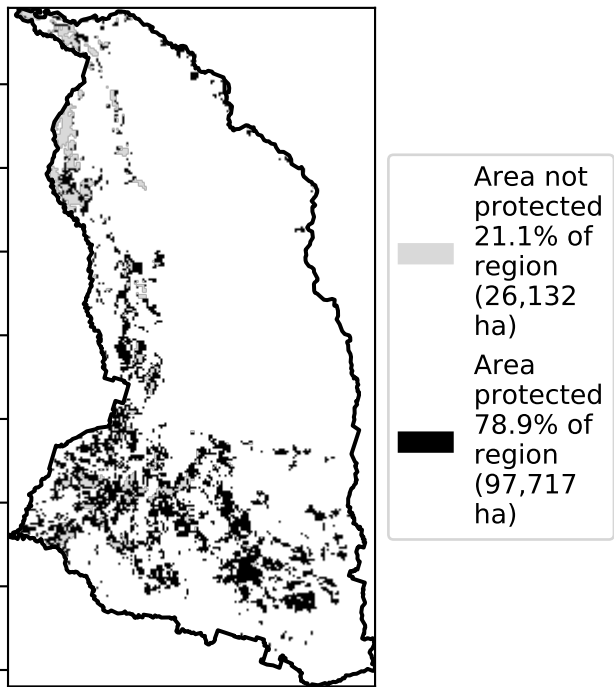 Area not
protected
21.1% of
region
(26,132
ha)
Area
protected
78.9% of
region
(97,717
ha)